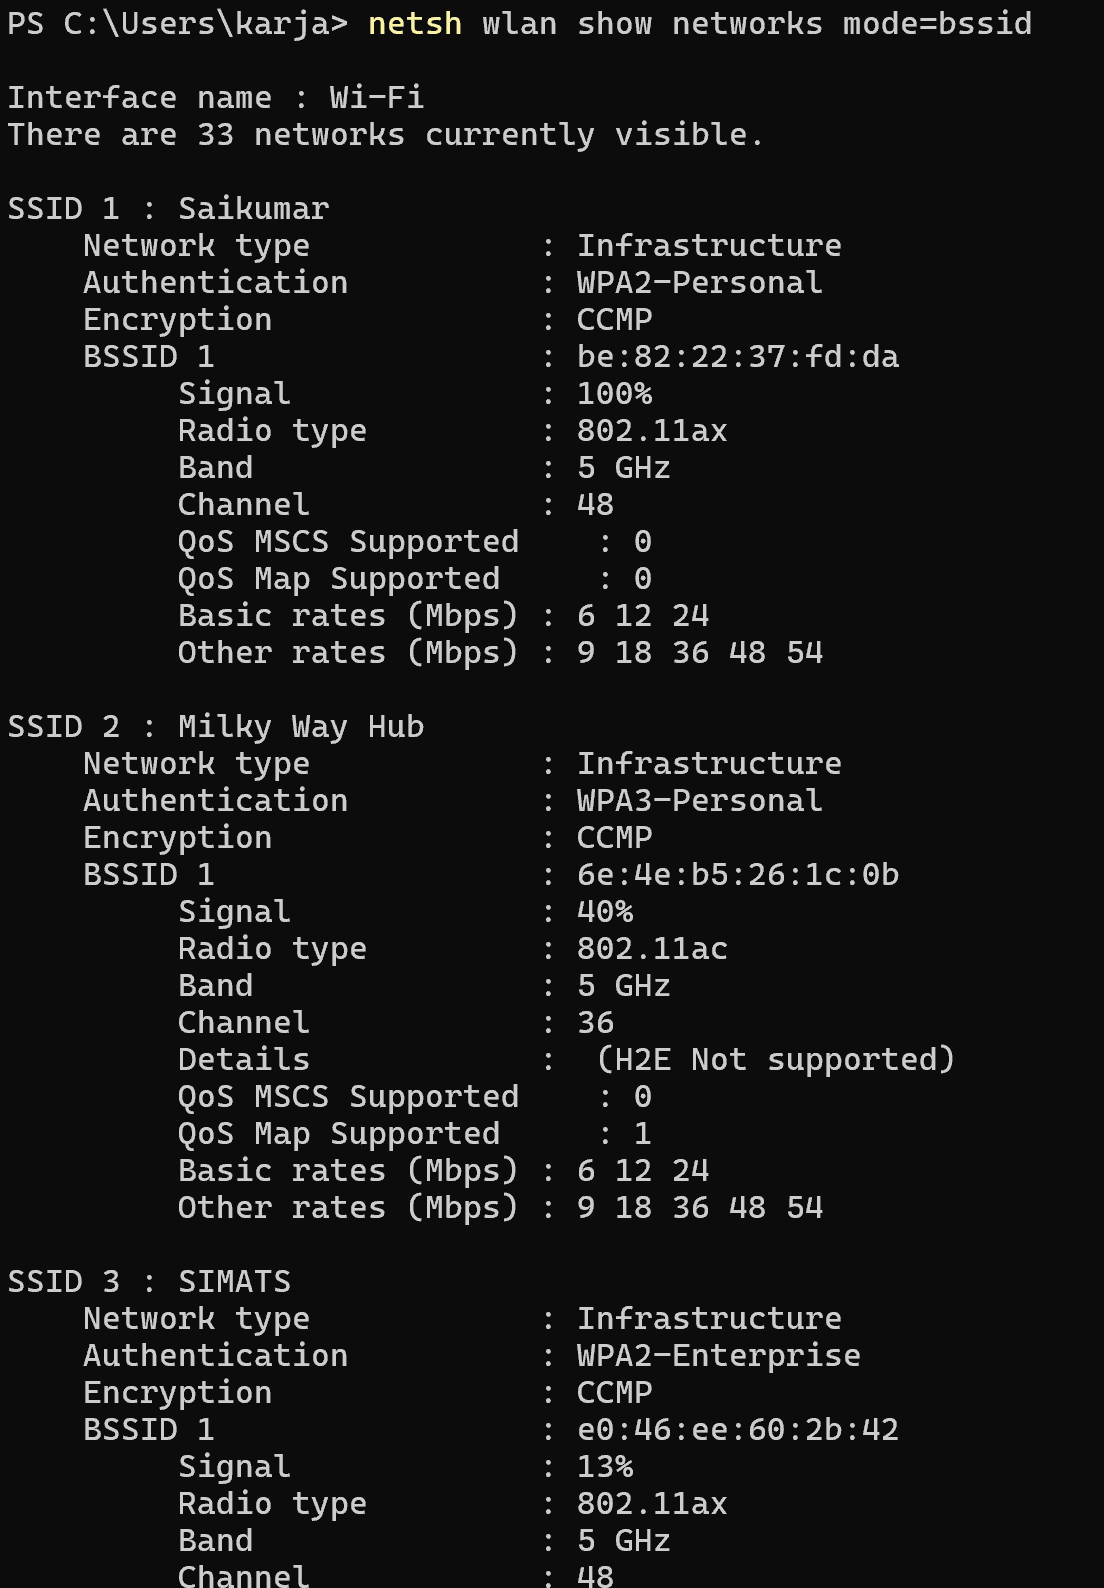 PS C:\Users\karja> netsh wlan show networks mode=bssid
Interface name : Wi-Fi
There are 33 networks currently visible.
SSID 1 : Saikumar
Network type : Infrastructure
Authentication : WPA2-Personal
Encryption : CCMP
BSSID 1 : be:82:22:37:fd:da
Signal : 100%
Radio type : 802.11ax
Band : 5 GHz
Channel : 48
QoS MSCS Supported : 0
QoS Map Supported : 0
Basic rates (Mbps) : 6 12 24
Other rates (Mbps) : 9 18 36 48 54
SSID 2 : Milky Way Hub
Network type : Infrastructure
Authentication : WPA3-Personal
Encryption : CCMP
BSSID 1 : 6e:4e:b5:26:1c:0b
Signal : 40%
Radio type : 802.11ac
Band : 5 GHz
Channel : 36
Details : (H2E Not supported)
QoS MSCS Supported : 0
QoS Map Supported : 1
Basic rates (Mbps) : 6 12 24
Other rates (Mbps) : 9 18 36 48 54
SSID 3 : SIMATS
Network type : Infrastructure
Authentication : WPA2-Enterprise
Encryption : CCMP
BSSID 1 : e0:46:ee:60:2b:42
Signal : 13%
Radio type : 802.11ax
Band : 5 GHz
Channel : 48